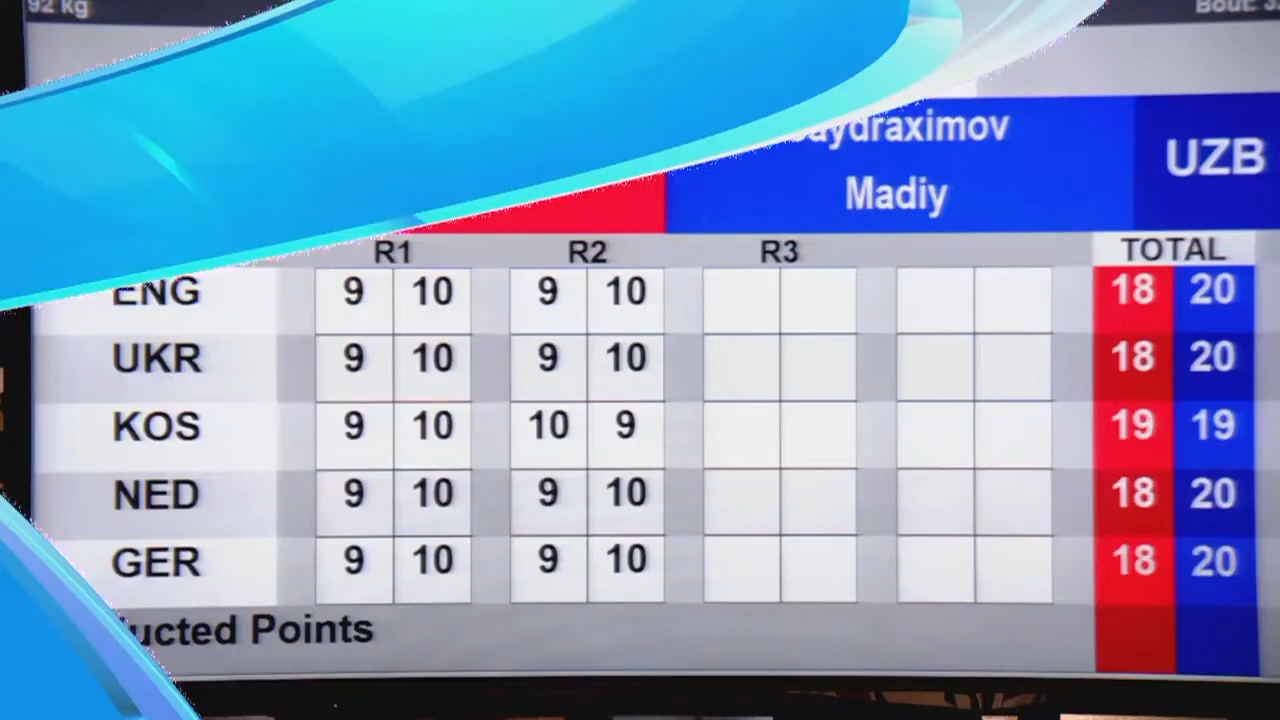 92 kg Bout:
Madiy UZB
R1 R2 R3 TOTAL
ENG 9 10 9 10 18 20
UKR 9 10 9 10 18 20
KOS 9 10 10 9 19 19
NED 9 10 9 10 18 20
GER 9 10 9 10 18 20
Points